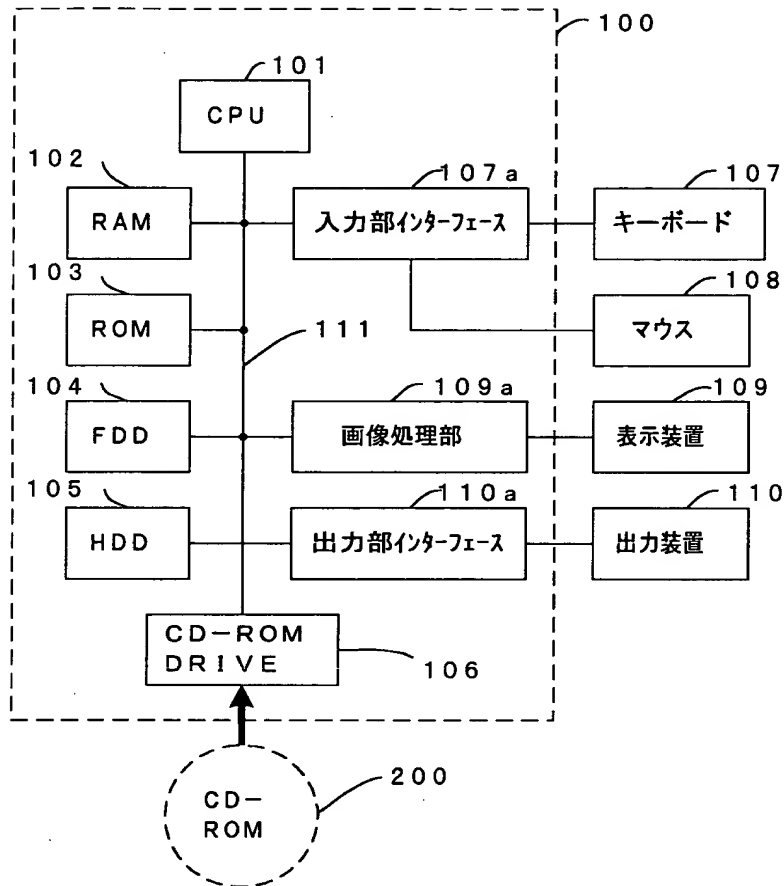 100
101
CPU
102
107a
107
RAM
入力部インターフェース
キーボード
103
108
ROM
111
マウス
104
109a
109
FDD
画像処理部
表示装置
105
110a
110
HDD
出力部インターフェース
出力装置
CD-ROM
DRIVE
106
200
CD-
ROM